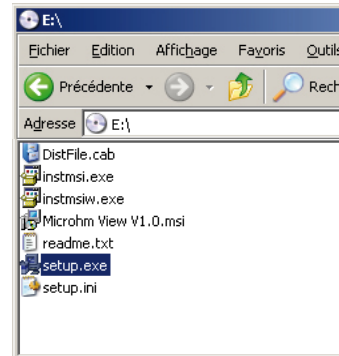 E:\
Fichier Edition Affichage Favoris Outils
Précédente Rech
Adresse E:\
DistFile.cab
instmsi.exe
instmsiw.exe
Microhm View V1.0.msi
readme.txt
setup.exe
setup.ini